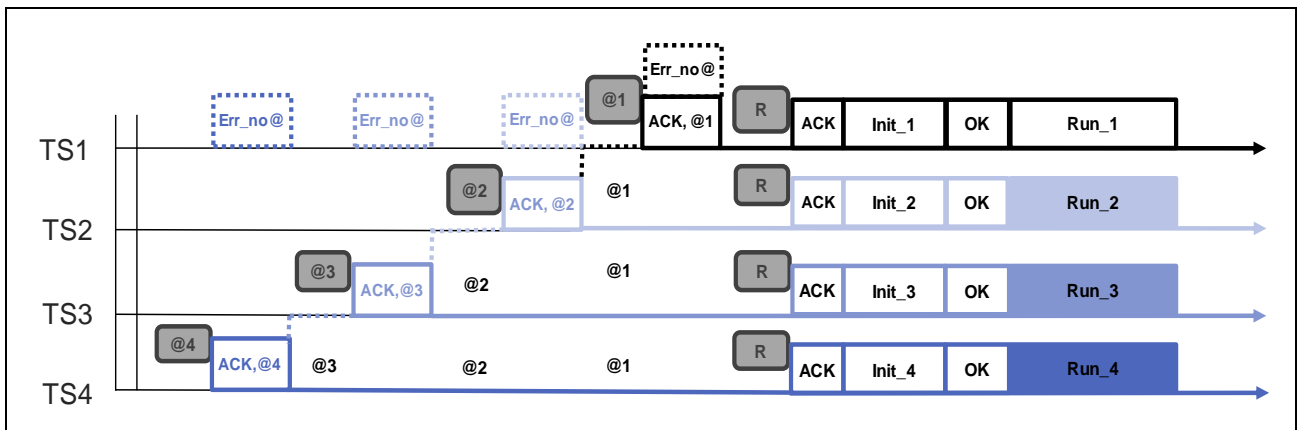 Err_no@
@1
Err_no@ Err_no@ Err_no@ ACK, @1 R ACK Init_1 OK Run_1
TS1
@2 ACK, @2 @1 R ACK Init_2 OK Run_2
TS2
@3 ACK,@3 @2 @1 R ACK Init_3 OK Run_3
TS3
@4 ACK,@4 @3 @2 @1 R ACK Init_4 OK Run_4
TS4